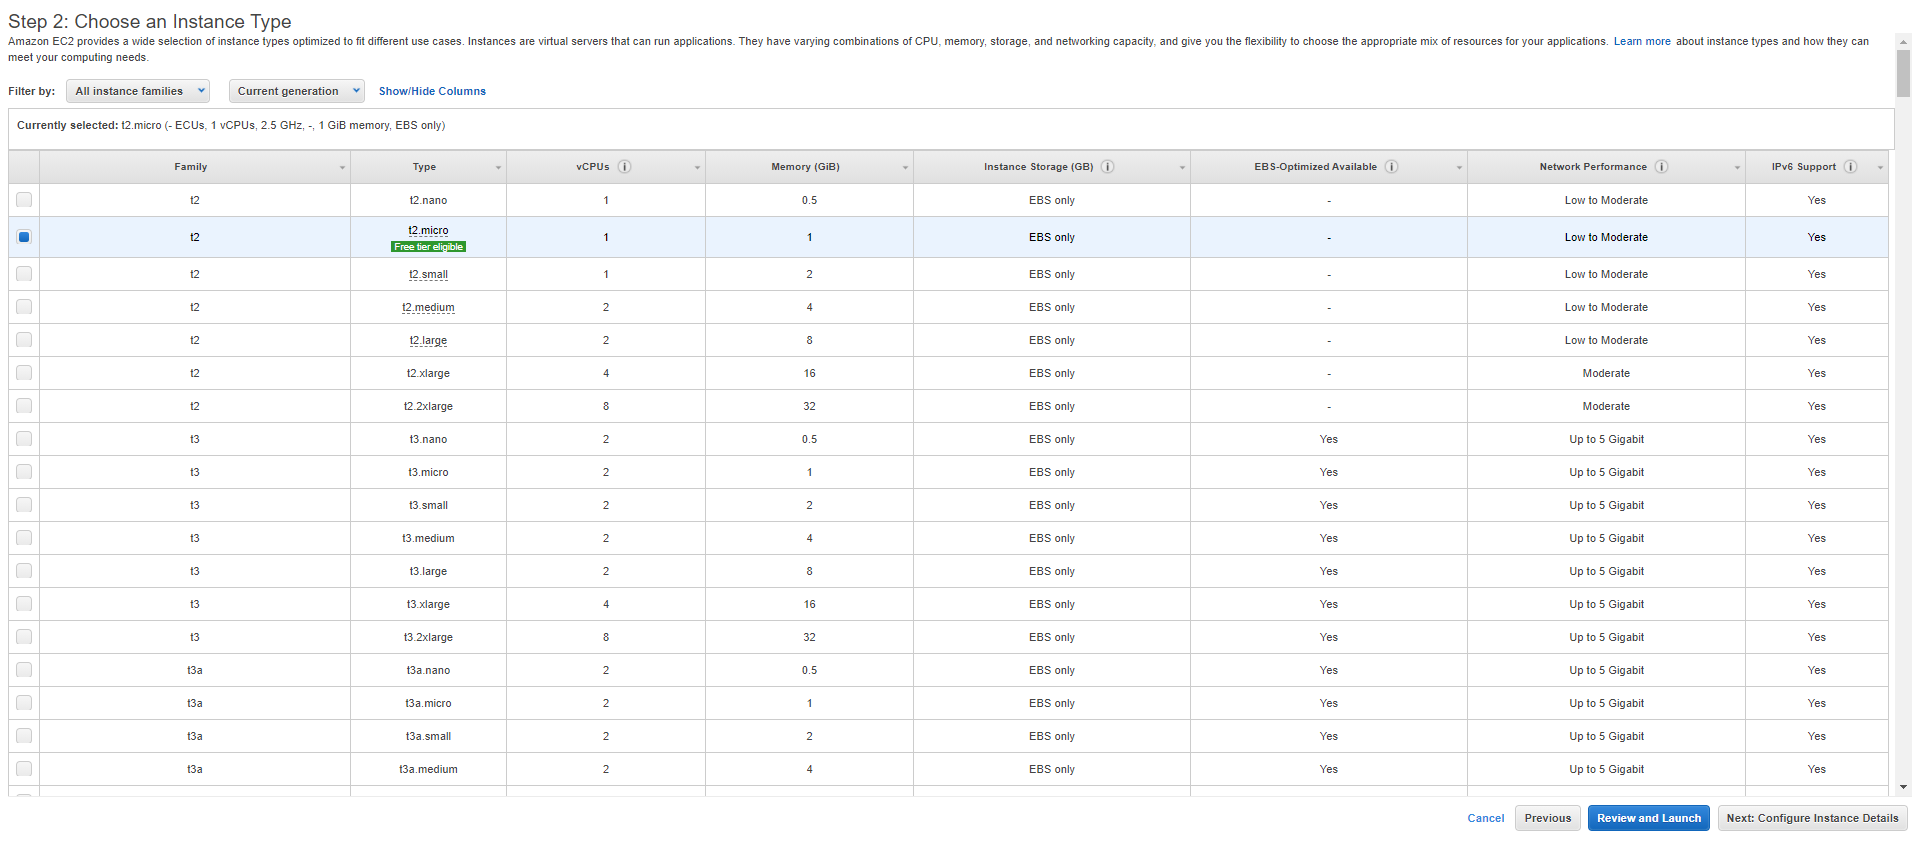 Step 2: Choose an Instance Type
Amazon EC2 provides a wide selection of instance types optimized to fit different use cases. Instances are virtual servers that can run applications. They have varying combinations of CPU, memory, storage, and networking capacity, and give you the flexibility to choose the appropriate mix of resources for your applications. Learn more about instance types and how they can
meet your computing needs.
Filter by: All instance families Current generation Show/Hide Columns
Currently selected: t2.micro (- ECUs, 1 vCPUs, 2.5 GHz, -, 1 GiB memory, EBS only)
Family Type vCPUs i Memory (GiB) Instance Storage (GB) i EBS-Optimized Available i Network Performance i IPv6 Support i
t2 t2.nano 1 0.5 EBS only - Low to Moderate Yes
t2 t2.micro 1 1 EBS only - Low to Moderate Yes
Free tier eligible
t2 t2.small 1 2 EBS only - Low to Moderate Yes
t2 t2.medium 2 4 EBS only - Low to Moderate Yes
t2 t2.large 2 8 EBS only - Low to Moderate Yes
t2 t2.xlarge 4 16 EBS only - Moderate Yes
t2 t2.2xlarge 8 32 EBS only - Moderate Yes
t3 t3.nano 2 0.5 EBS only Yes Up to 5 Gigabit Yes
t3 t3.micro 2 1 EBS only Yes Up to 5 Gigabit Yes
t3 t3.small 2 2 EBS only Yes Up to 5 Gigabit Yes
t3 t3.medium 2 4 EBS only Yes Up to 5 Gigabit Yes
t3 t3.large 2 8 EBS only Yes Up to 5 Gigabit Yes
t3 t3.xlarge 4 16 EBS only Yes Up to 5 Gigabit Yes
t3 t3.2xlarge 8 32 EBS only Yes Up to 5 Gigabit Yes
t3a t3a.nano 2 0.5 EBS only Yes Up to 5 Gigabit Yes
t3a t3a.micro 2 1 EBS only Yes Up to 5 Gigabit Yes
t3a t3a.small 2 2 EBS only Yes Up to 5 Gigabit Yes
t3a t3a.medium 2 4 EBS only Yes Up to 5 Gigabit Yes
Cancel Previous Review and Launch Next: Configure Instance Details